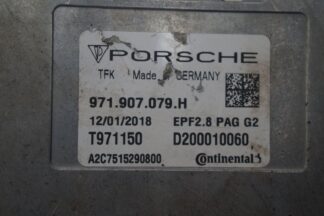 PORSCHE
TFK Made in GERMANY
971.907.079.H
12/01/2018 EPF2.8 PAG G2
T971150 D200010060
A2C7515290800 Continental